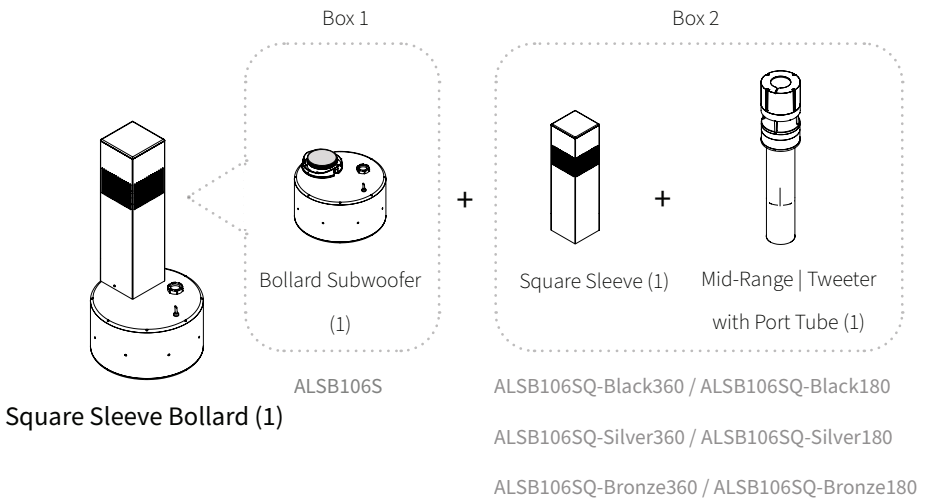 Box 1
Box 2
+
+
Bollard Subwoofer
(1)
Square Sleeve (1)
Mid-Range | Tweeter
with Port Tube (1)
ALSB106S
ALSB106SQ-Black360 / ALSB106SQ-Black180
Square Sleeve Bollard (1)
ALSB106SQ-Silver360 / ALSB106SQ-Silver180
ALSB106SQ-Bronze360 / ALSB106SQ-Bronze180